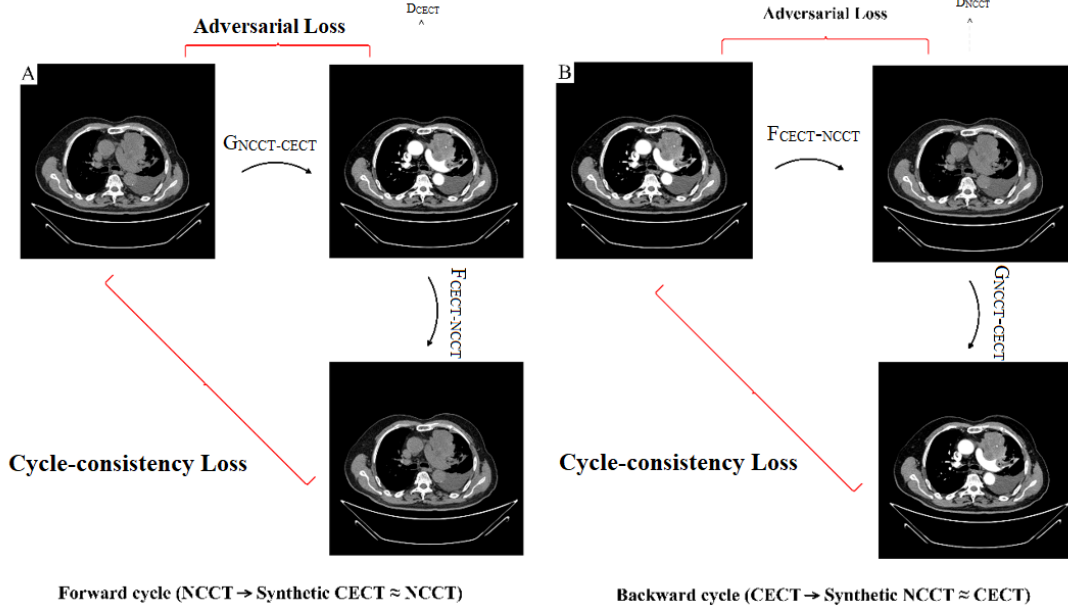 DCECT
^
Adversarial Loss
A
GNCCT-CECT
FCECT-NCCT
Cycle-consistency Loss
Forward cycle (NCCT → Synthetic CECT ≈ NCCT)
DNCCT
^
Adversarial Loss
B
FCECT-NCCT
GNCCT-CECT
Cycle-consistency Loss
Backward cycle (CECT → Synthetic NCCT ≈ CECT)